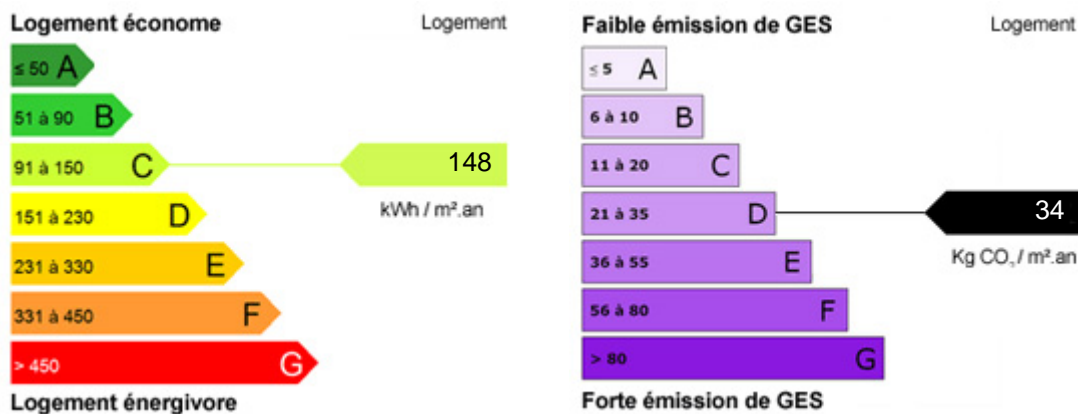 Logement économe Logement
≤ 50 A
51 à 90 B
91 à 150 C 148
151 à 230 D kWh / m².an
231 à 330 E
331 à 450 F
> 450 G
Logement énergivore
Faible émission de GES Logement
≤ 5 A
6 à 10 B
11 à 20 C
21 à 35 D 34
36 à 55 E Kg CO₂ / m².an
56 à 80 F
> 80 G
Forte émission de GES